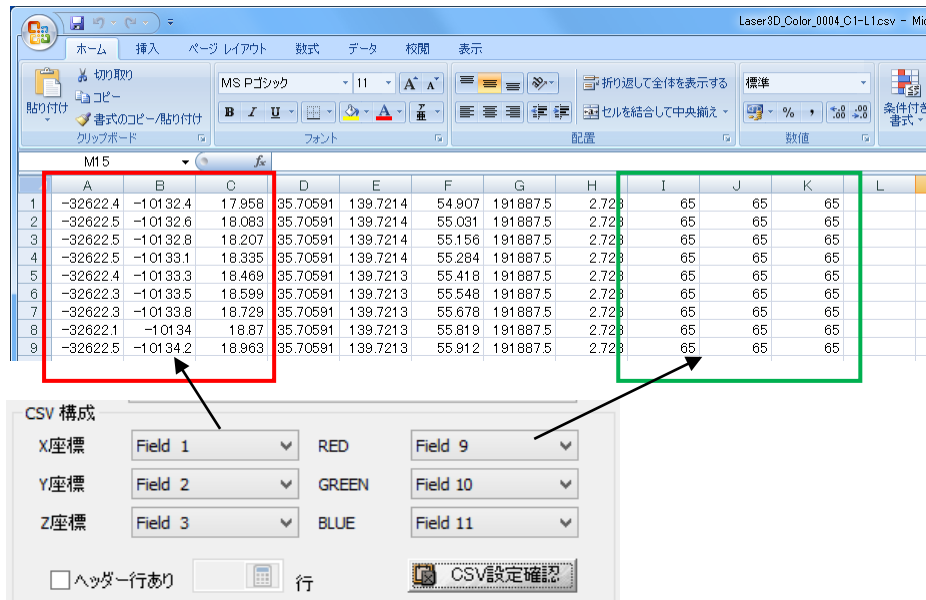 Laser3D_Color_0004_C1-L1.csv - Mi
ホーム 挿入 ページ レイアウト 数式 データ 校閲 表示
貼り付け
切り取り
コピー
書式のコピー/貼り付け
クリップボード
MS Pゴシック 11 A A
B I U A
フォント
折り返して全体を表示する
セルを結合して中央揃え
配置
標準
% , .0 .00 .00 .0
数値
条件付き
書式
M15 fx
A B C D E F G H I J K L
1 -32622.4 -10132.4 17.958 35.70591 139.7214 54.907 191887.5 2.728 65 65 65
2 -32622.5 -10132.6 18.083 35.70591 139.7214 55.031 191887.5 2.728 65 65 65
3 -32622.5 -10132.8 18.207 35.70591 139.7214 55.156 191887.5 2.728 65 65 65
4 -32622.5 -10133.1 18.335 35.70591 139.7214 55.284 191887.5 2.728 65 65 65
5 -32622.4 -10133.3 18.469 35.70591 139.7213 55.418 191887.5 2.728 65 65 65
6 -32622.3 -10133.5 18.599 35.70591 139.7213 55.548 191887.5 2.728 65 65 65
7 -32622.3 -10133.8 18.729 35.70591 139.7213 55.678 191887.5 2.728 65 65 65
8 -32622.1 -10134 18.87 35.70591 139.7213 55.819 191887.5 2.728 65 65 65
9 -32622.5 -10134.2 18.963 35.70591 139.7213 55.912 191887.5 2.728 65 65 65
CSV 構成
X座標 Field 1 RED Field 9
Y座標 Field 2 GREEN Field 10
Z座標 Field 3 BLUE Field 11
ヘッダー行あり 行 CSV設定確認